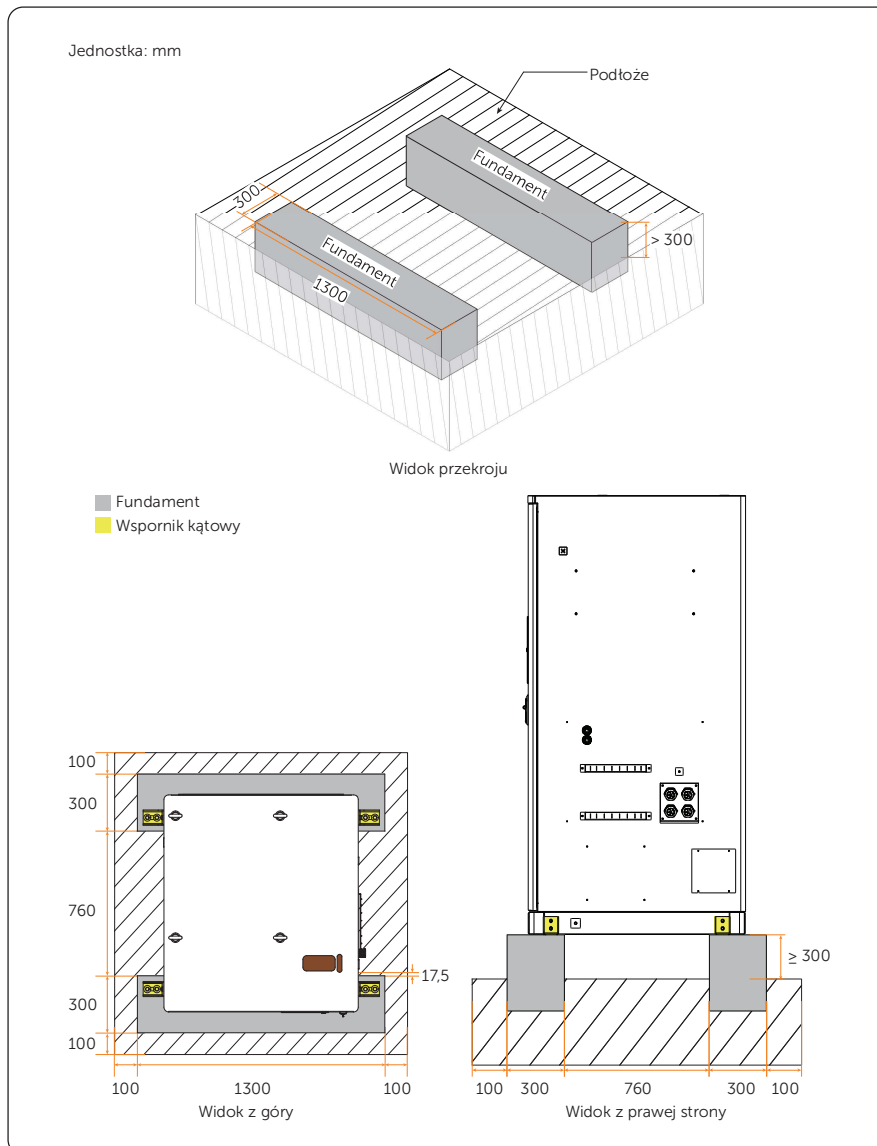 Jednostka: mm
Podłoże
Fundament
300
Fundament
> 300
1300
Widok przekroju
Fundament
Wspornik kątowy
100
300
760
17,5
300
100
100
1300
100
Widok z góry
≥ 300
100
300
760
300
100
Widok z prawej strony